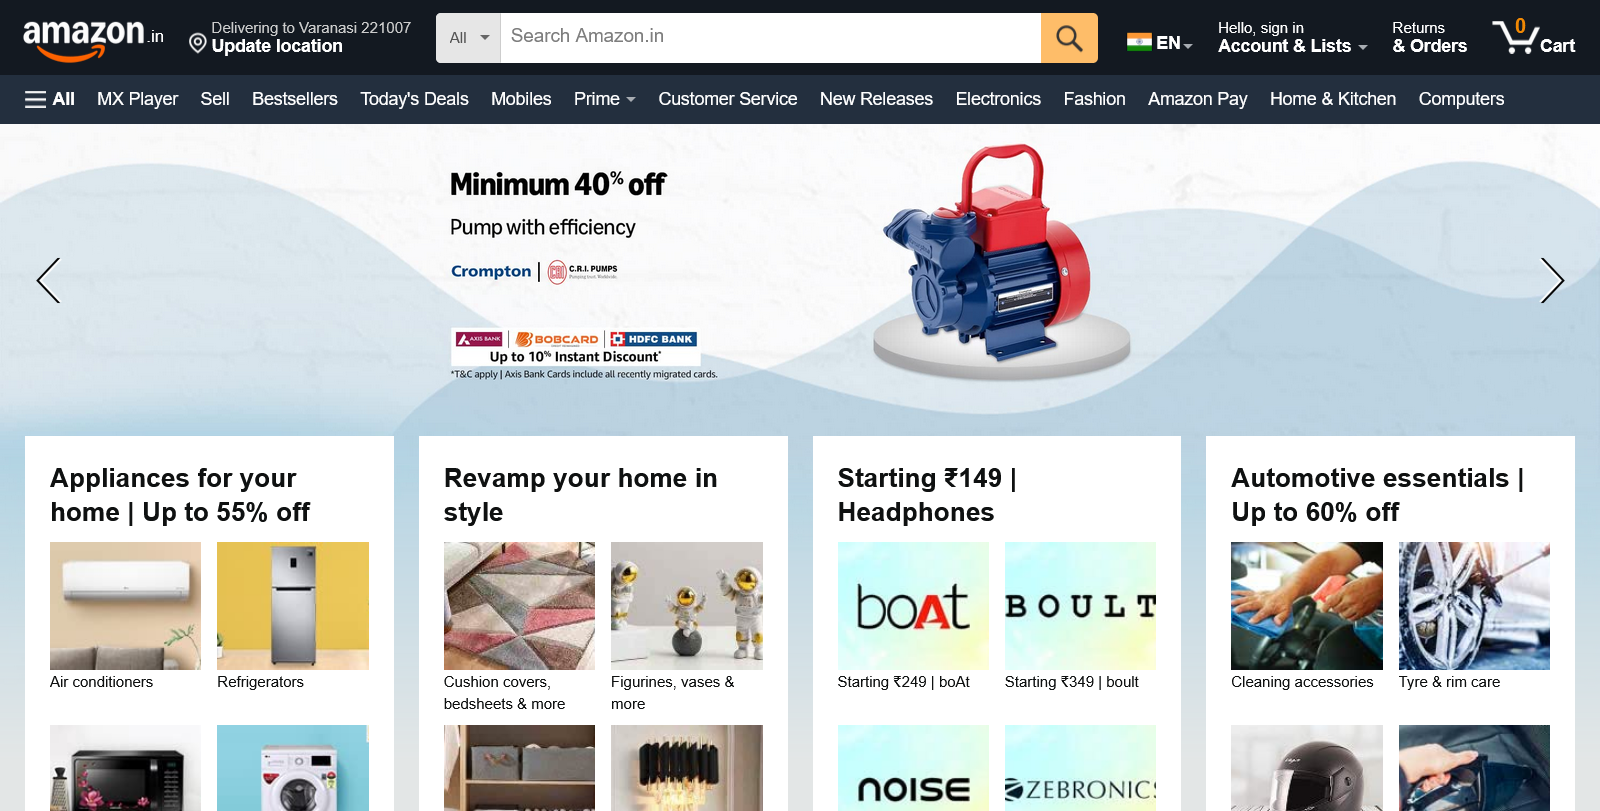 amazon.in
Delivering to Varanasi 221007
Update location
All
Search Amazon.in
EN
Hello, sign in
Account & Lists
Returns
& Orders
0
Cart
All
MX Player
Sell
Bestsellers
Today's Deals
Mobiles
Prime
Customer Service
New Releases
Electronics
Fashion
Amazon Pay
Home & Kitchen
Computers
Minimum 40% off
Pump with efficiency
Crompton | C.R.I. PUMPS
Pumping trust. Worldwide.
AXIS BANK | BOBCARD | HDFC BANK
Up to 10% Instant Discount*
*T&C apply | Axis Bank Cards include all recently migrated cards.
Appliances for your
home | Up to 55% off
Air conditioners
Refrigerators
Revamp your home in
style
Cushion covers,
bedsheets & more
Figurines, vases &
more
Starting ₹149 |
Headphones
boAt
BOULT
Starting ₹249 | boAt
Starting ₹349 | boult
NOISE
ZEBRONICS
Automotive essentials |
Up to 60% off
Cleaning accessories
Tyre & rim care